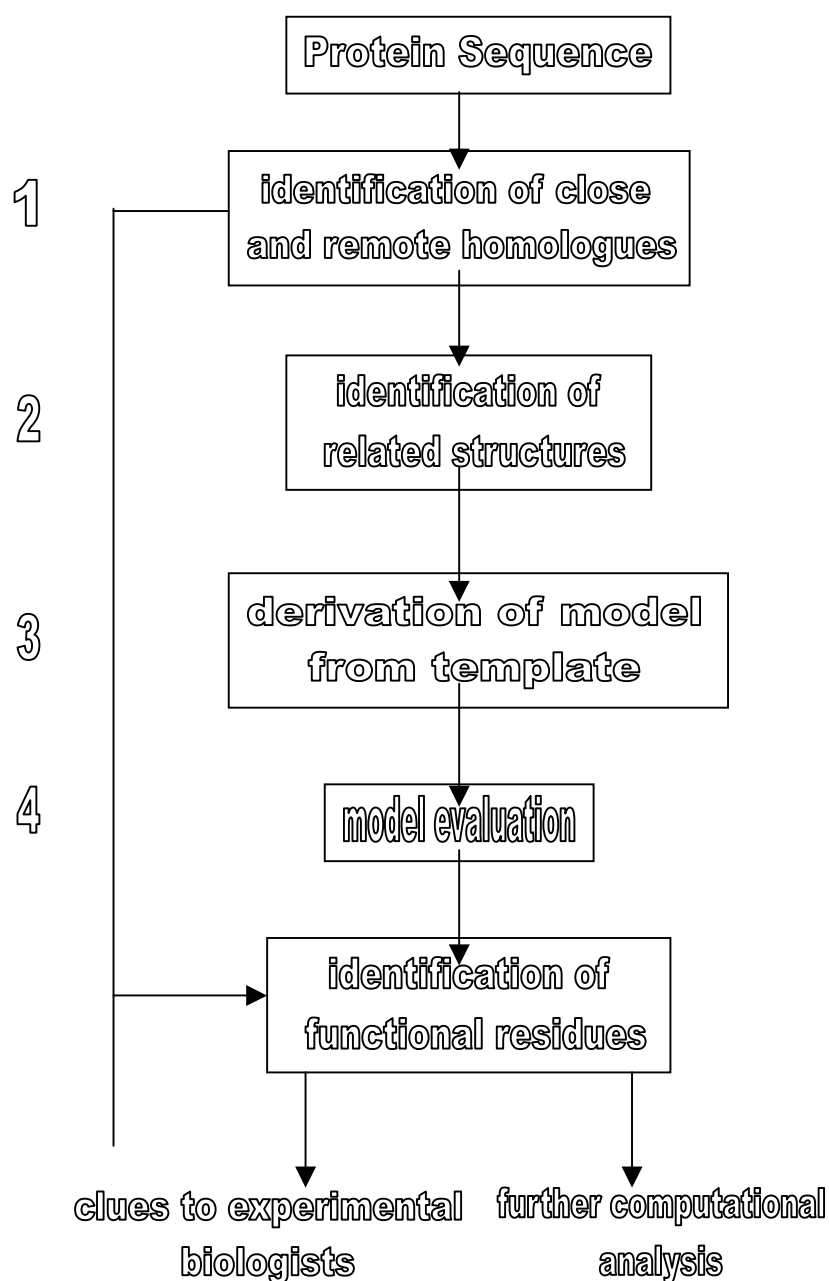 Protein Sequence
1
identification of close
and remote homologues
2
identification of
related structures
3
derivation of model
from template
4
model evaluation
identification of
functional residues
clues to experimental
biologists
further computational
analysis